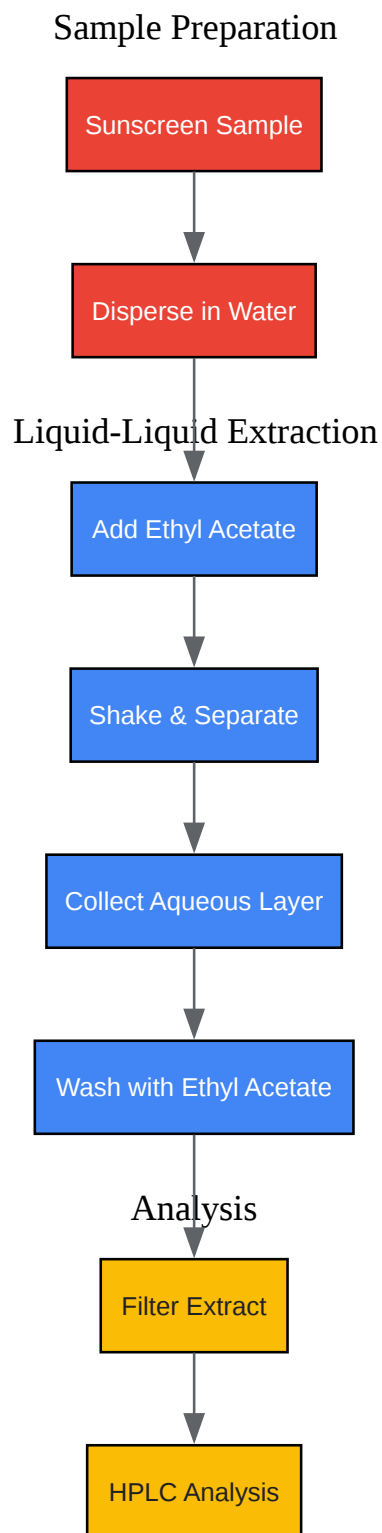 Sample Preparation
Sunscreen Sample
Disperse in Water
Liquid-Liquid Extraction
Add Ethyl Acetate
Shake & Separate
Collect Aqueous Layer
Wash with Ethyl Acetate
Analysis
Filter Extract
HPLC Analysis